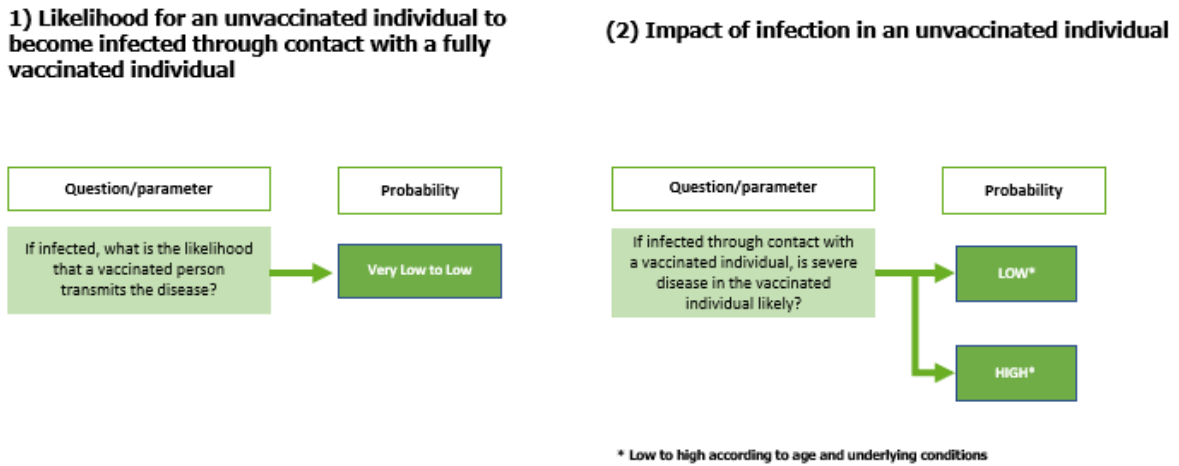 1) Likelihood for an unvaccinated individual to
become infected through contact with a fully
vaccinated individual
Question/parameter
Probability
If infected, what is the likelihood
that a vaccinated person
transmits the disease?
Very Low to Low
(2) Impact of infection in an unvaccinated individual
Question/parameter
Probability
If infected through contact with
a vaccinated individual, is severe
disease in the vaccinated
individual likely?
LOW*
HIGH*
* Low to high according to age and underlying conditions